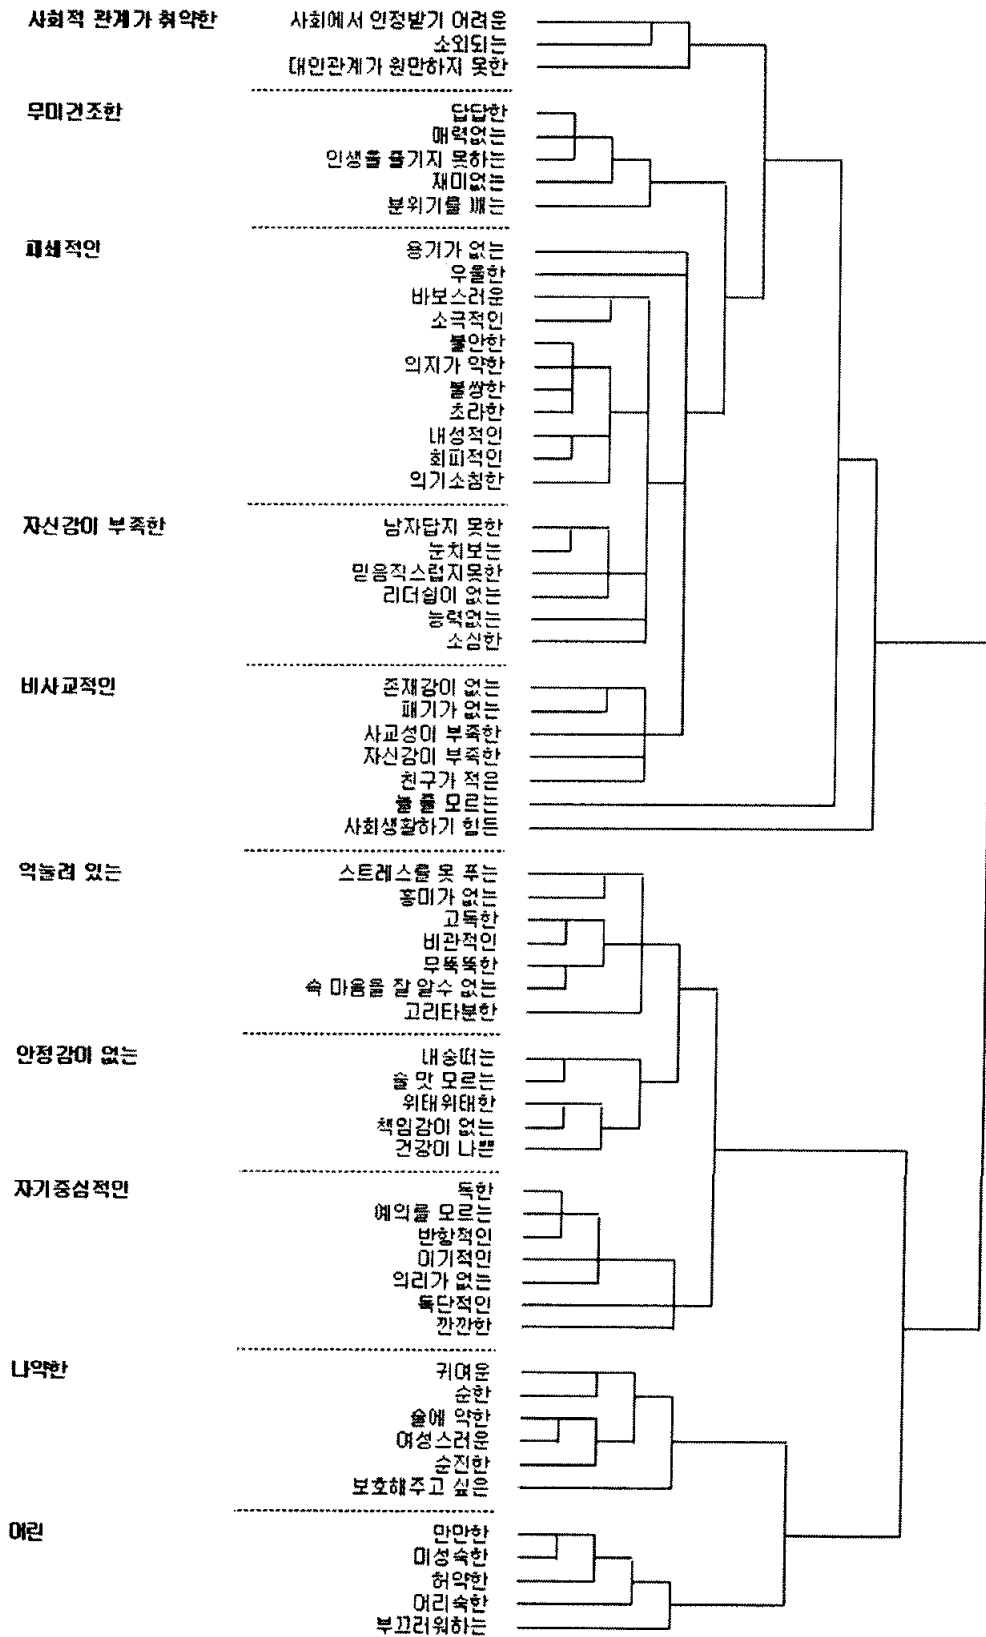 사회적 관계가 취약한 사회에서 인정받기 어려운
소외되는
대인관계가 원만하지 못한
무미건조한 답답한
매력없는
인생을 즐기지 못하는
재미없는
분위기를 깨는
폐쇄적인 용기가 없는
우울한
바보스러운
소극적인
불안한
의지가 약한
불쌍한
초라한
내성적인
회피적인
의기소침한
자신감이 부족한 남자답지 못한
눈치보는
믿음직스럽지못한
리더쉽이 없는
능력없는
소심한
비사교적인 존재감이 없는
패기가 없는
사교성이 부족한
자신감이 부족한
친구가 적은
모르는
사회생활하기 힘든
억눌려 있는 스트레스를 못 푸는
흥미가 없는
고독한
비관적인
무뚝뚝한
속 마음을 잘 알수 없는
고리타분한
안정감이 없는 내숭떠는
술 맛 모르는
위태위태한
책임감이 없는
건강이 나쁜
자기중심적인 독한
예의를 모르는
반항적인
이기적인
의리가 없는
독단적인
깐깐한
나약한 귀여운
순한
술에 약한
여성스러운
순진한
보호해주고 싶은
어린 만만한
미성숙한
허약한
어리숙한
부끄러워하는